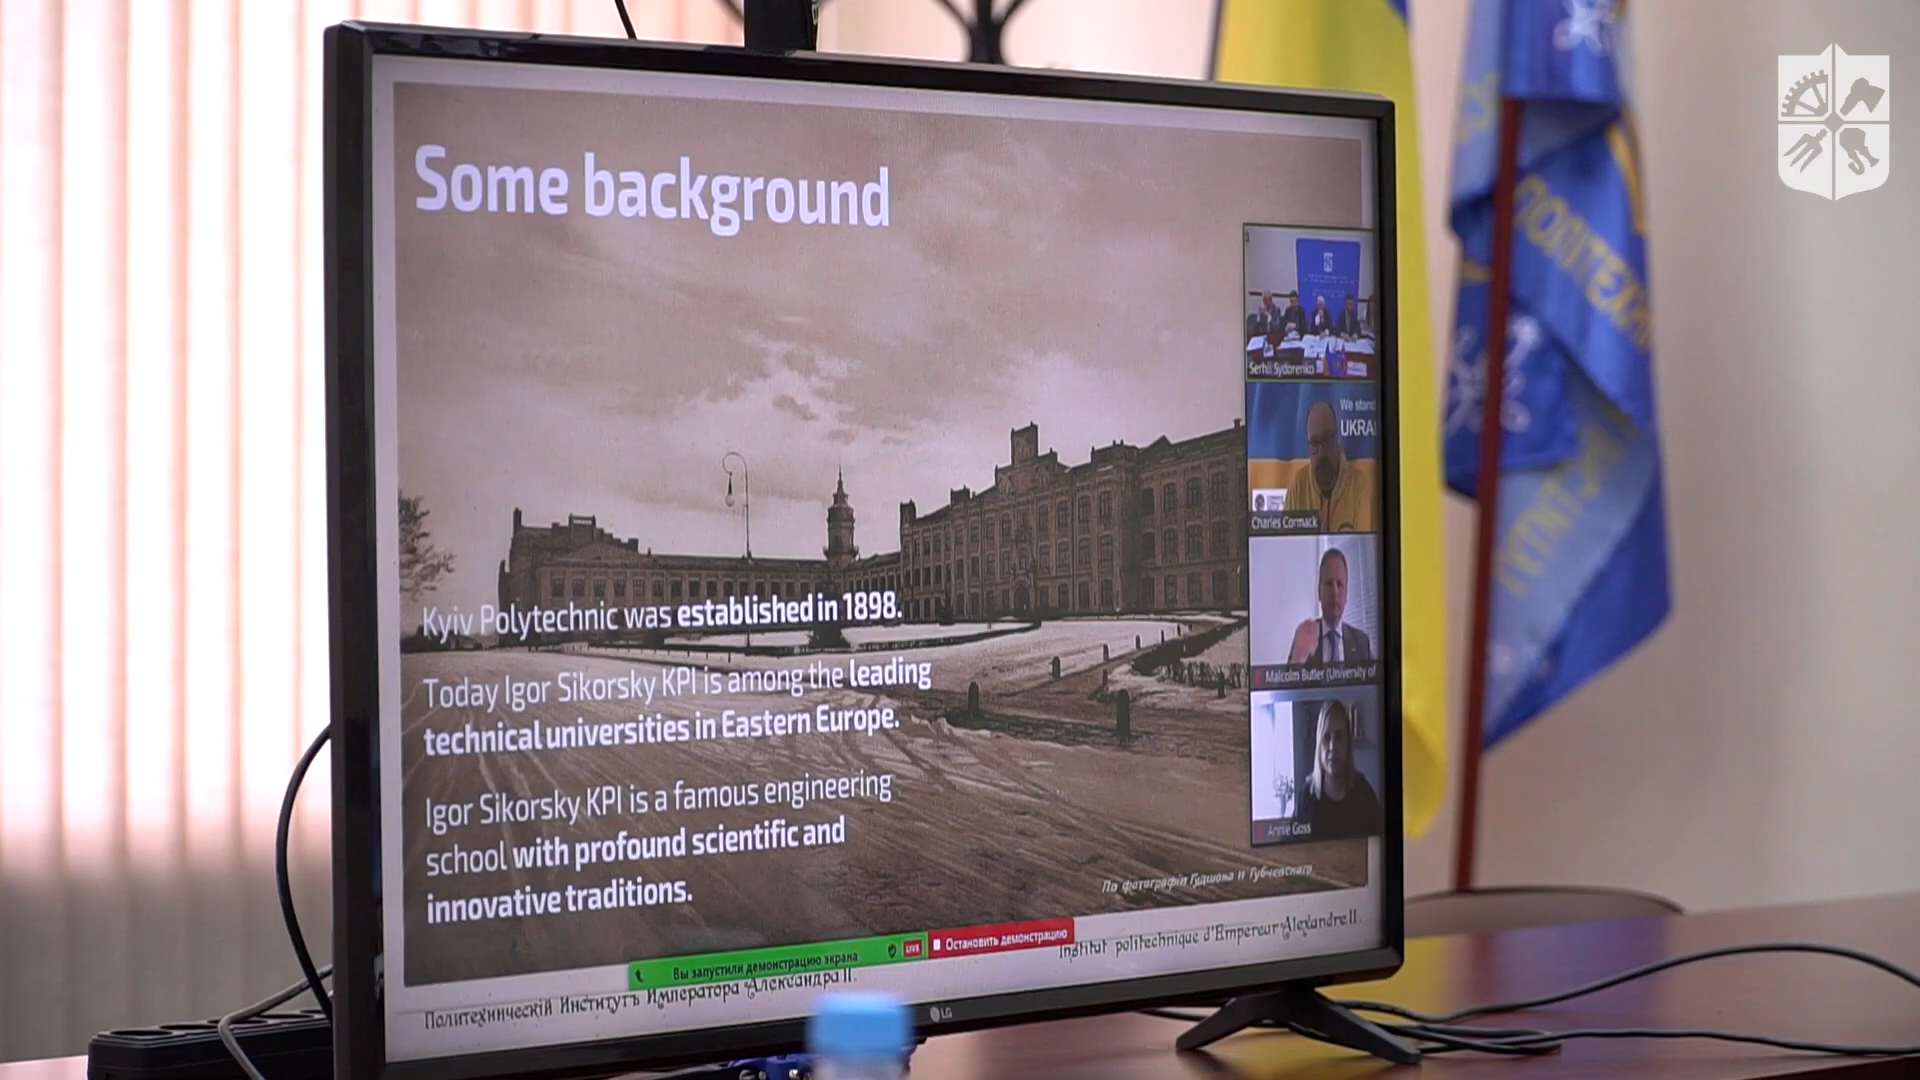 Some background
Kyiv Polytechnic was established in 1898.
Today Igor Sikorsky KPI is among the leading
technical universities in Eastern Europe.
Igor Sikorsky KPI is a famous engineering
school with profound scientific and
innovative traditions.
Serhii Sydorenko
We stand
UKRAI
Charles Cormack
Malcolm Butler (University of
Annie Goss
По фотографіи Гудшона и Губчевскаго.
Вы запустили демонстрацию экрана
LIVE
Остановить демонстрацию
Политехническій Институтъ Императора Александра II.
Institut politechnique d'Empereur Alexandre II.
LG
ПОЛІТЕХН